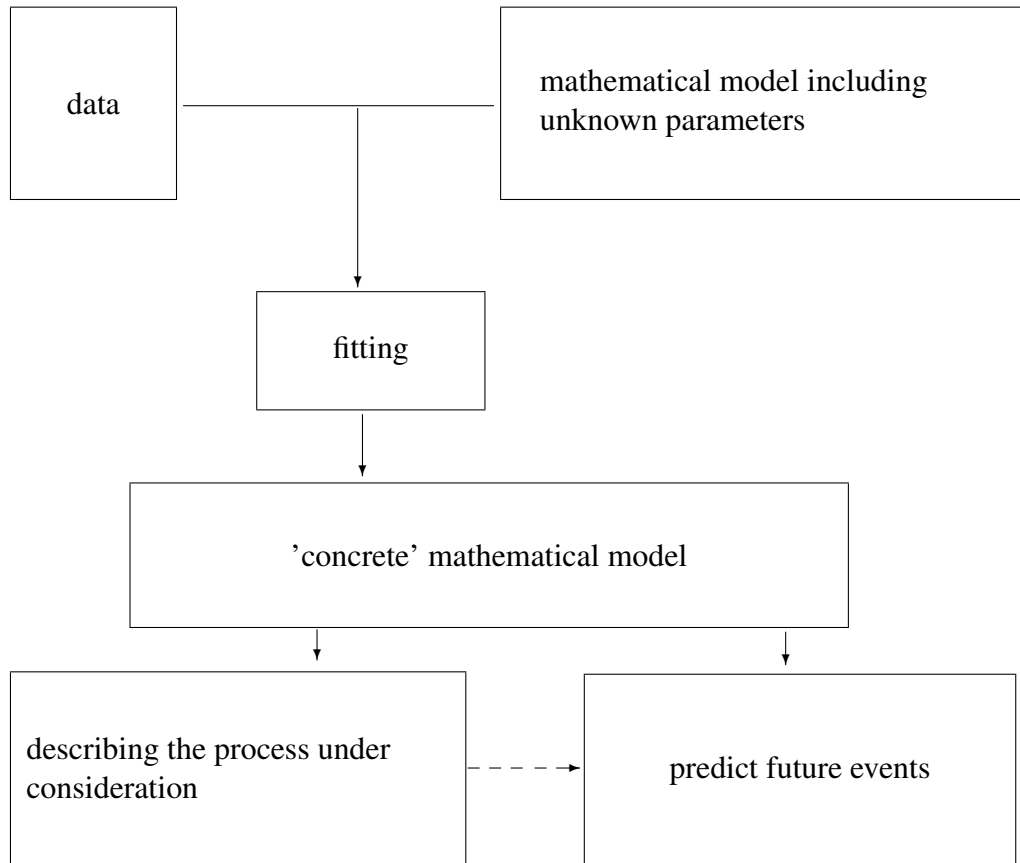 data
mathematical model including
unknown parameters
fitting
’concrete’ mathematical model
describing the process under
consideration
predict future events